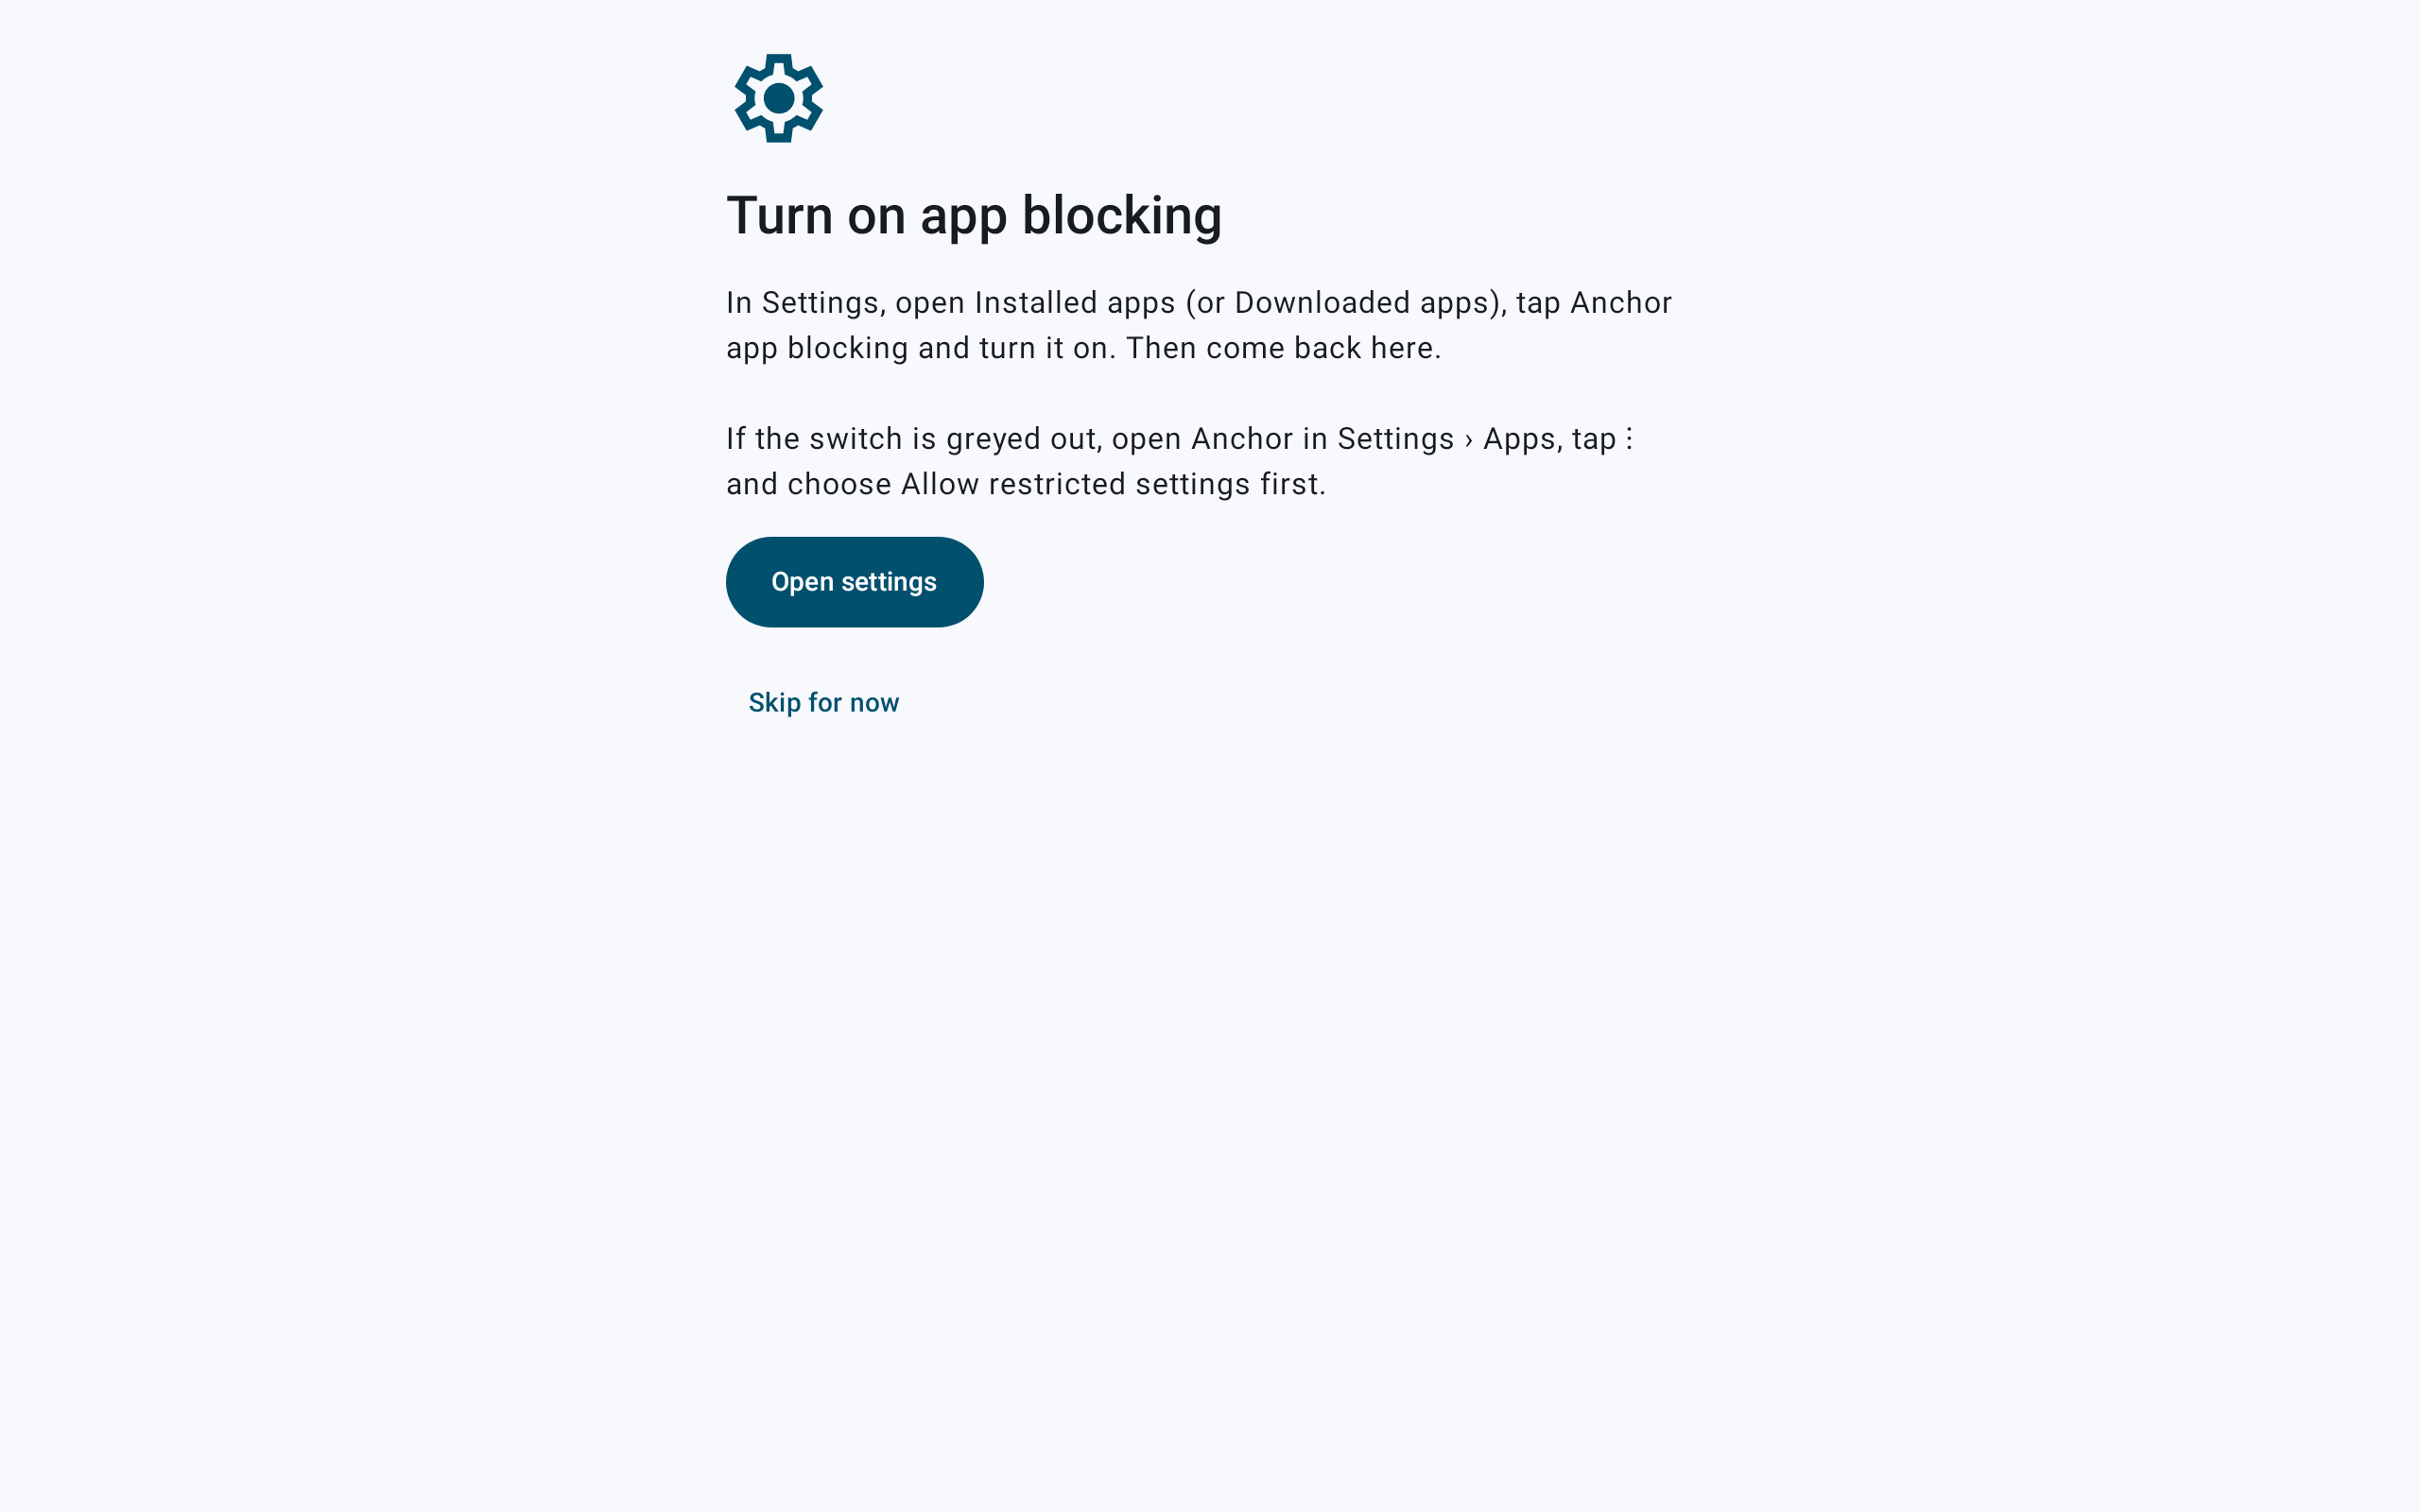 Turn on app blocking
In Settings, open Installed apps (or Downloaded apps), tap Anchor
app blocking and turn it on. Then come back here.
If the switch is greyed out, open Anchor in Settings › Apps, tap ⋮
and choose Allow restricted settings first.
Open settings
Skip for now